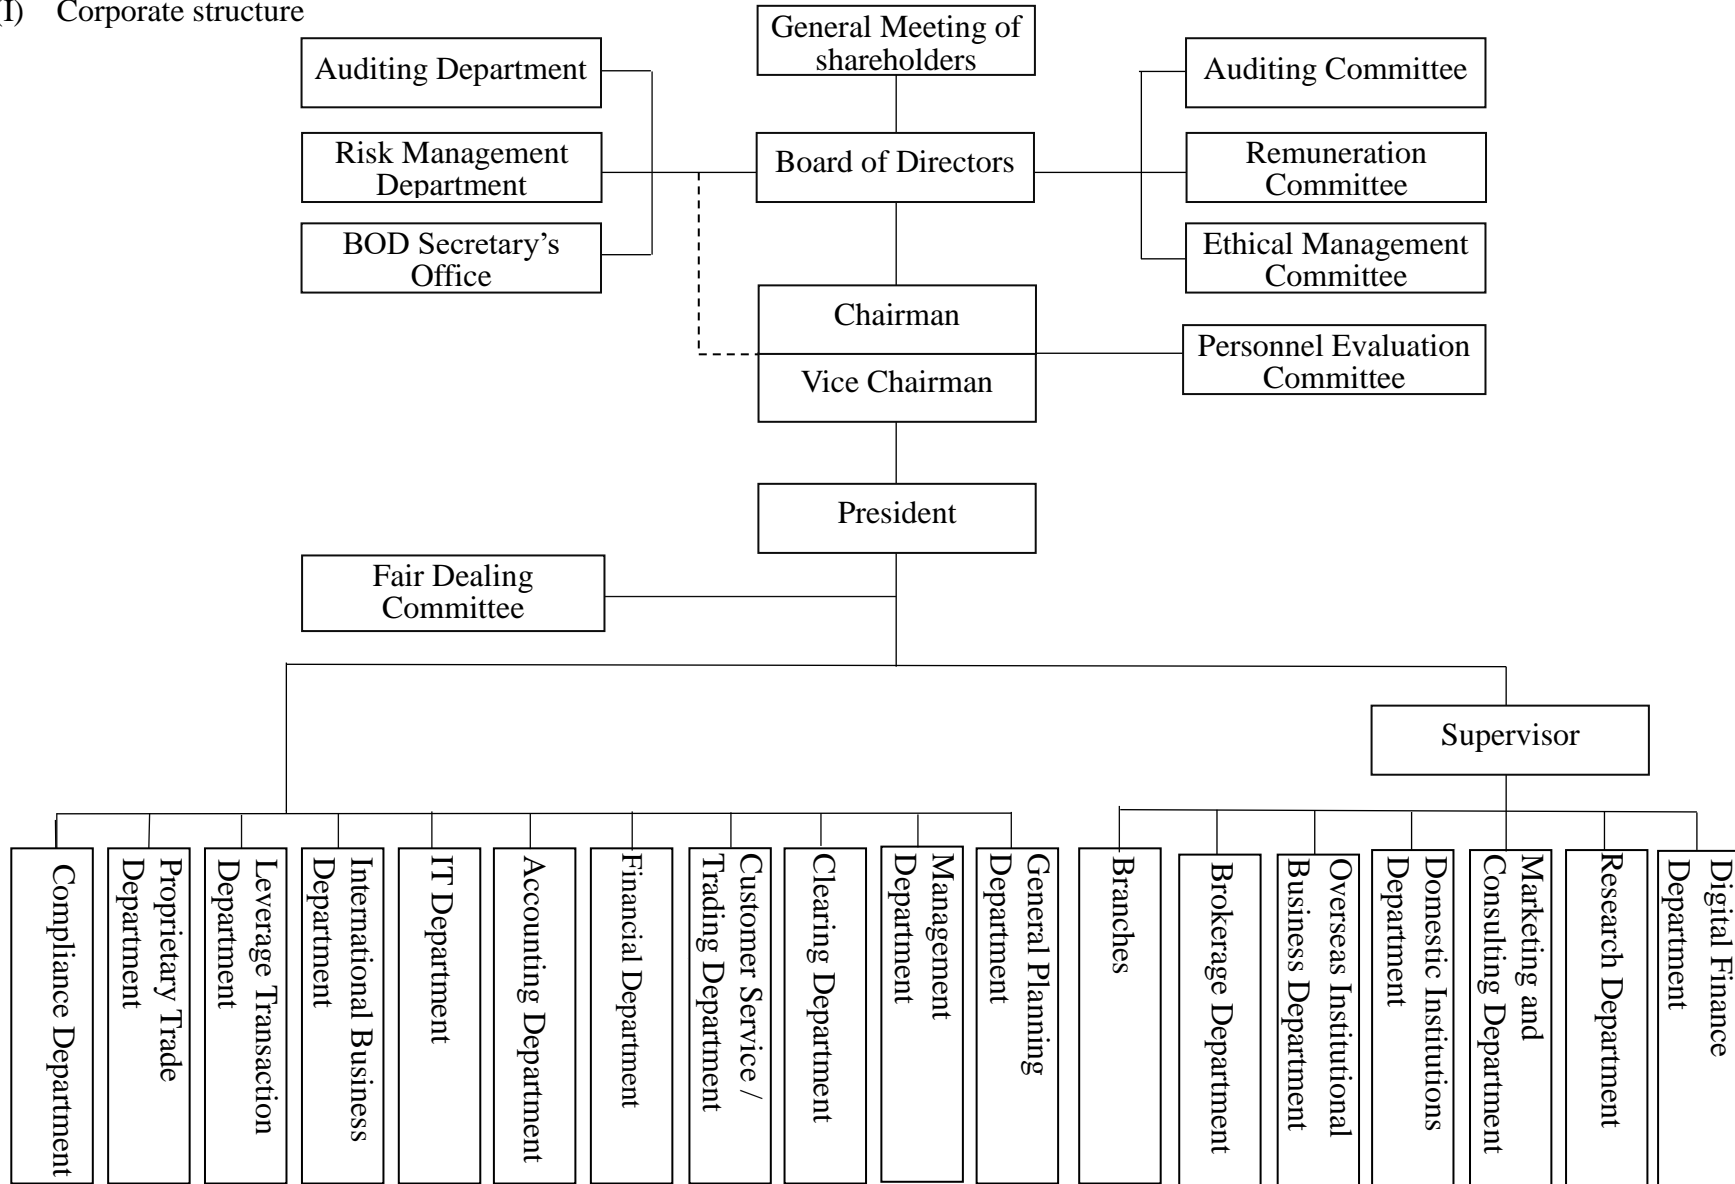 (I) Corporate structure
General Meeting of
shareholders
Auditing Department
Auditing Committee
Risk Management
Department
Board of Directors
Remuneration
Committee
BOD Secretary’s
Office
Ethical Management
Committee
Chairman
Personnel Evaluation
Committee
Vice Chairman
President
Fair Dealing
Committee
Supervisor
Compliance Department
Proprietary Trade
Department
Leverage Transaction
Department
International Business
Department
IT Department
Accounting Department
Financial Department
Customer Service /
Trading Department
Clearing Department
Management
Department
General Planning
Department
Branches
Brokerage Department
Overseas Institutional
Business Department
Domestic Institutions
Department
Marketing and
Consulting Department
Research Department
Digital Finance
Department